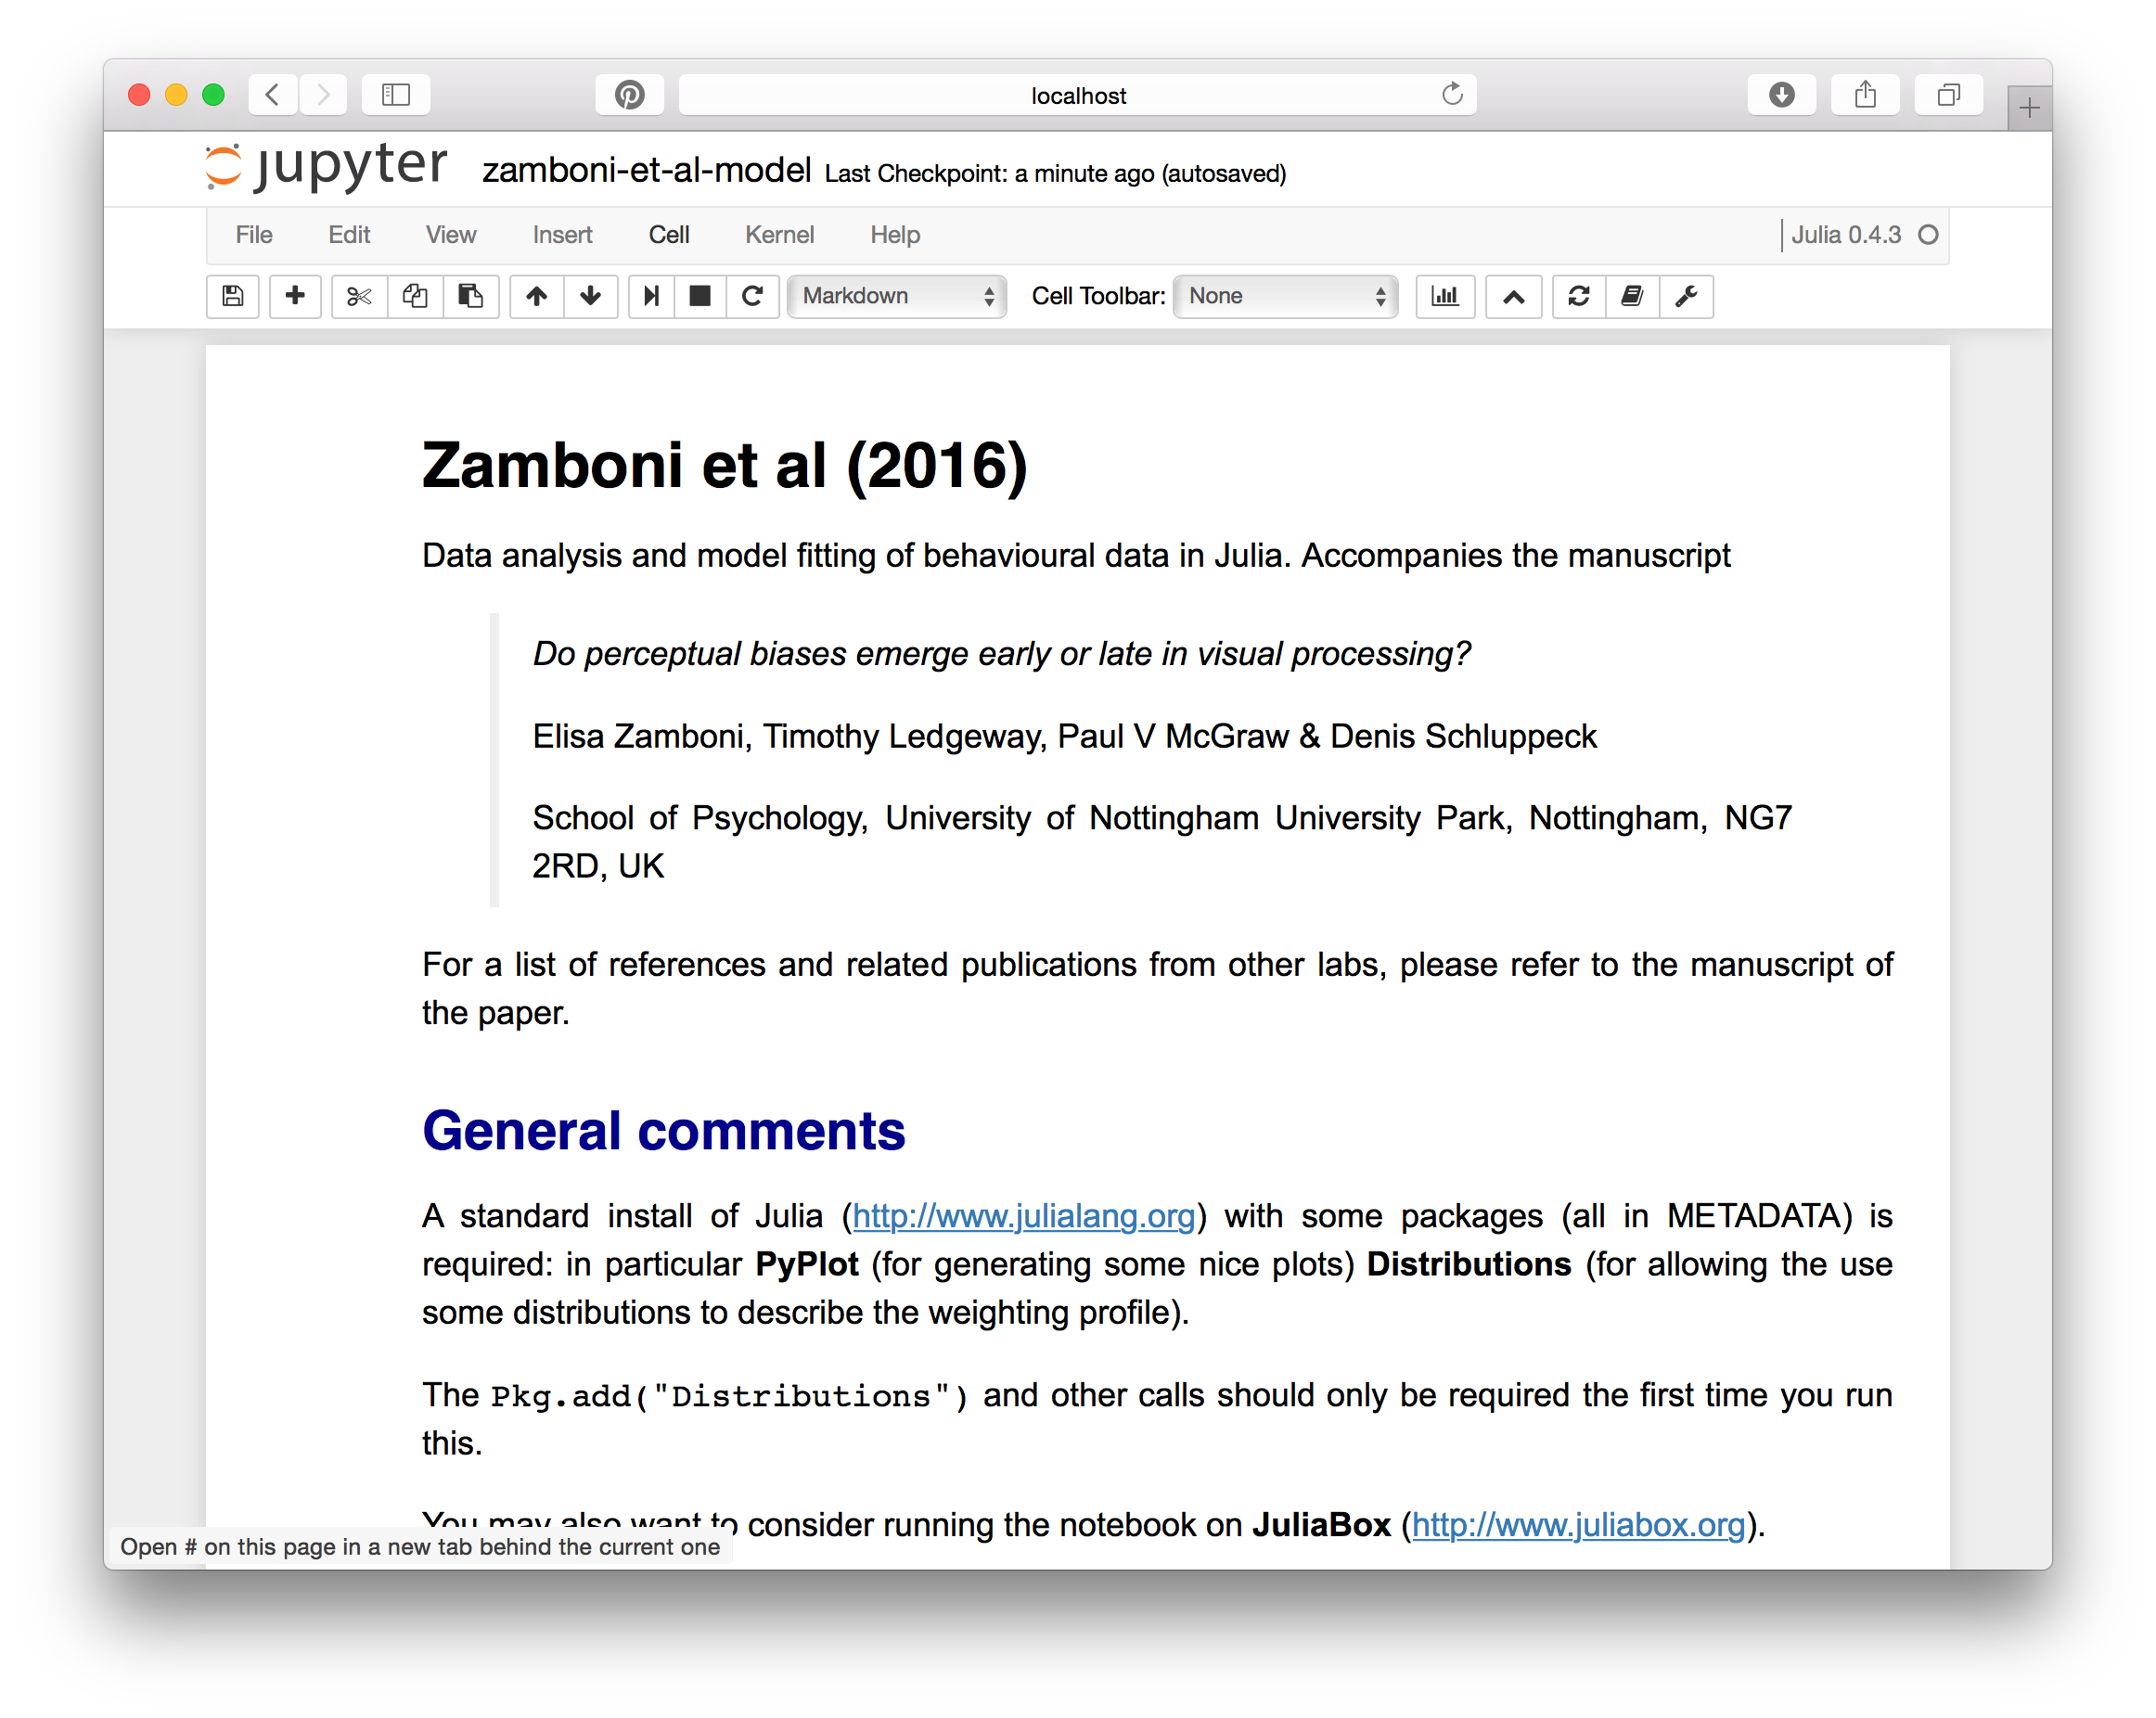 localhost
jupyter zamboni-et-al-model Last Checkpoint: a minute ago (autosaved)
File Edit View Insert Cell Kernel Help Julia 0.4.3
Markdown Cell Toolbar: None
Zamboni et al (2016)
Data analysis and model fitting of behavioural data in Julia. Accompanies the manuscript
Do perceptual biases emerge early or late in visual processing?
Elisa Zamboni, Timothy Ledgeway, Paul V McGraw & Denis Schluppeck
School of Psychology, University of Nottingham University Park, Nottingham, NG7
2RD, UK
For a list of references and related publications from other labs, please refer to the manuscript of
the paper.
General comments
A standard install of Julia (http://www.julialang.org) with some packages (all in METADATA) is
required: in particular PyPlot (for generating some nice plots) Distributions (for allowing the use
some distributions to describe the weighting profile).
The Pkg.add("Distributions") and other calls should only be required the first time you run
this.
You may also want to consider running the notebook on JuliaBox (http://www.juliabox.org).
Open # on this page in a new tab behind the current one